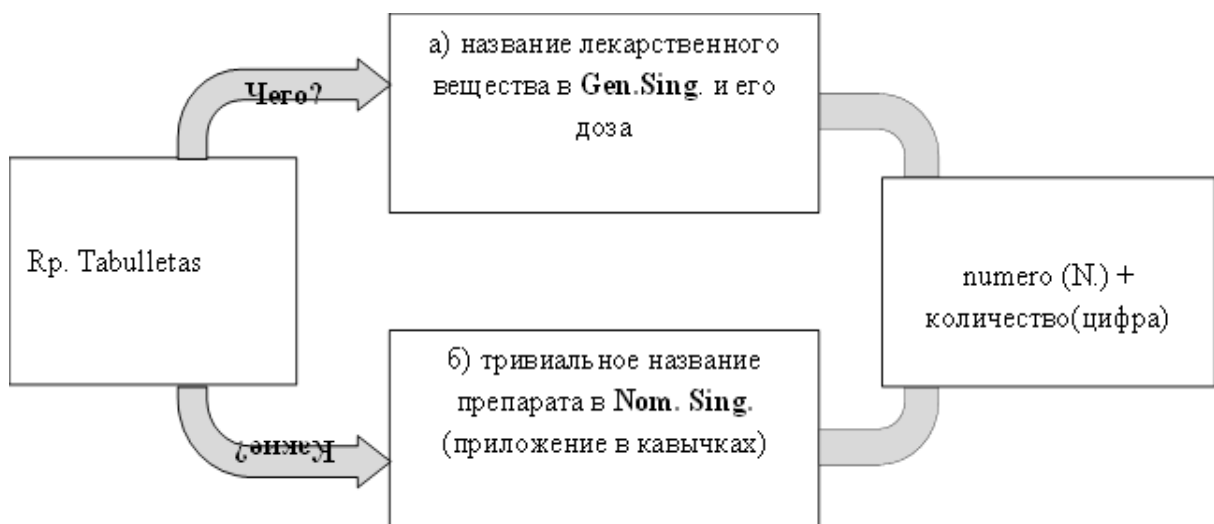 а) название лекарственного
вещества в Gen.Sing. и его
доза
Чего?
Rp. Tabulletas
numero (N.) +
количество(цифра)
б) тривиальное название
препарата в Nom. Sing.
(приложение в кавычках)
Какие?